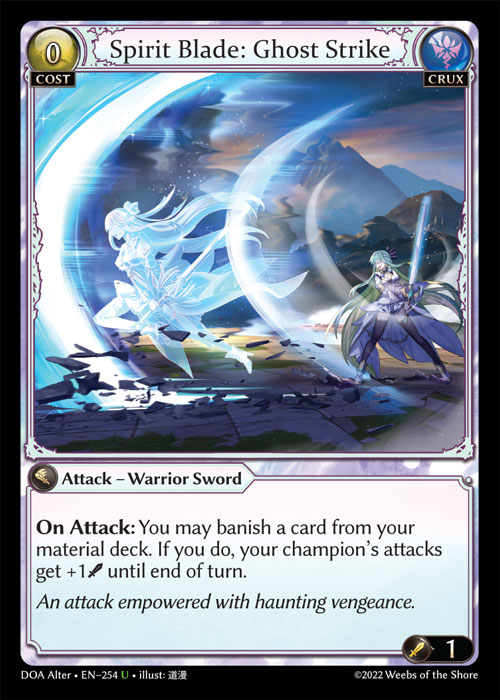 0
Spirit Blade: Ghost Strike
COST
CRUX
Attack – Warrior Sword
On Attack: You may banish a card from your
material deck. If you do, your champion's attacks
get +1 until end of turn.
An attack empowered with haunting vengeance.
1
DOA Alter • EN–254 U • illust: 道漫
©2022 Weebs of the Shore